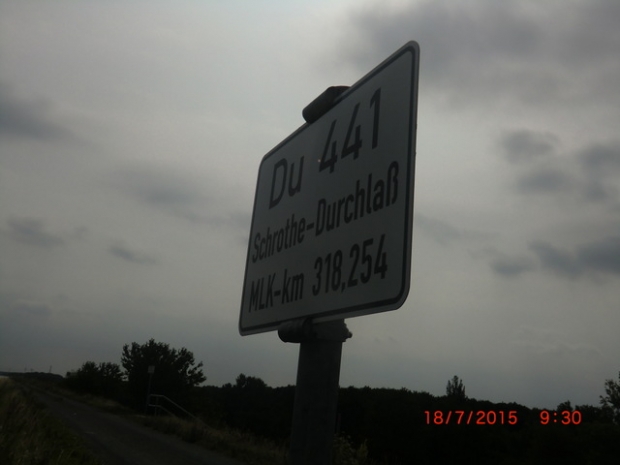 Du 441
Schrothe-Durchlaß
MLK-km 318,254
18/7/2015 9:30